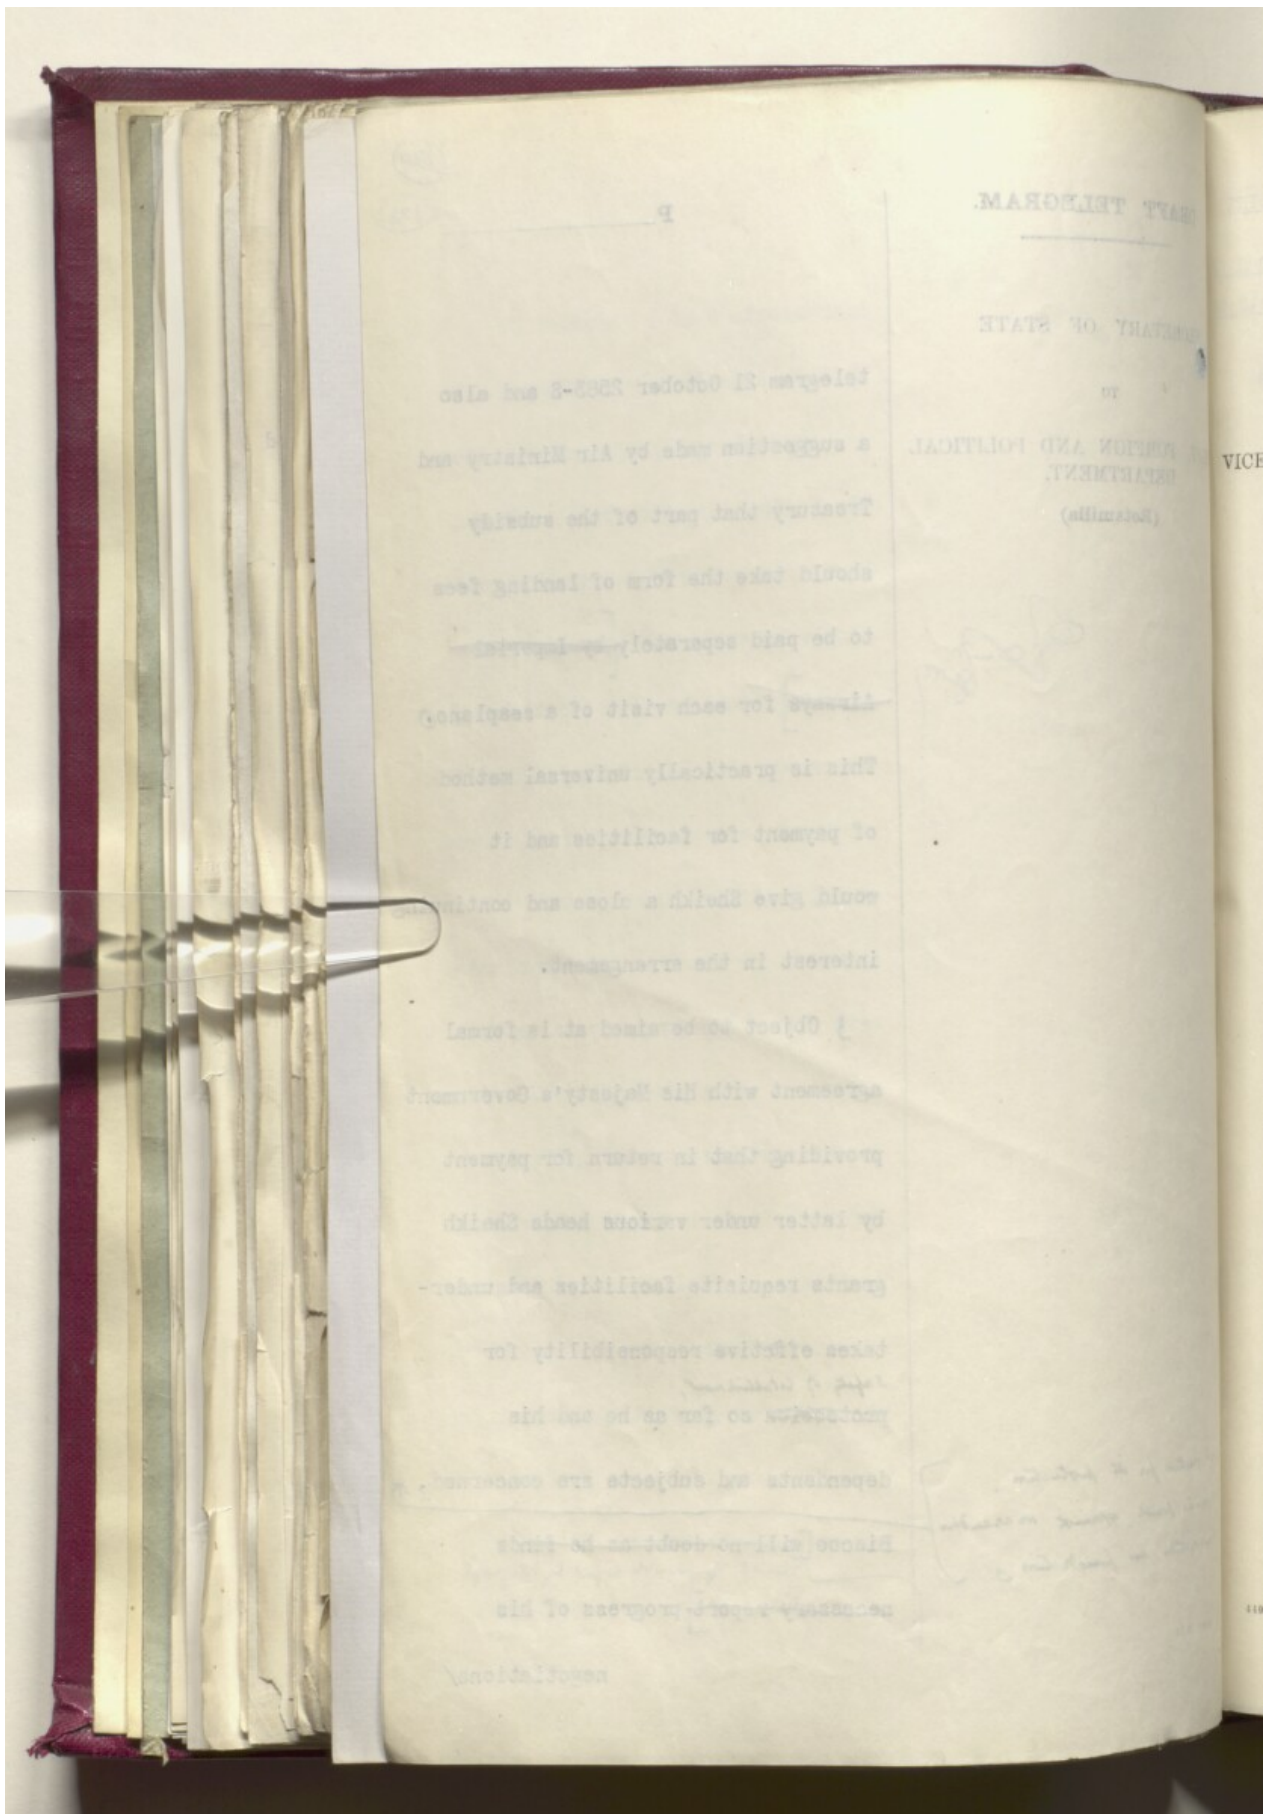 DRAFT TELEGRAM.
SECRETARY OF STATE
TO
FOREIGN AND POLITICAL
DEPARTMENT.
(Retamilla)
P.
telegram 21 October 2583-S and also
a suggestion made by Air Ministry and
Treasury that part of the subsidy
should take the form of landing fees
to be paid separately by Imperial
Airways for each visit of a seaplane)
This is practically universal method
of payment for facilities and it
would give Sheikh a close and continuing
interest in the arrangement.
Object to be aimed at is formal
agreement with His Majesty's Government
providing that in return for payment
by latter under various heads Sheikh
grants requisite facilities and under-
takes effetive responsibility for
protection so far as he and his
dependents and subjects are concerned.
Biscoe will no doubt as he finds
necessary report progress of his
negotiations/
VICE